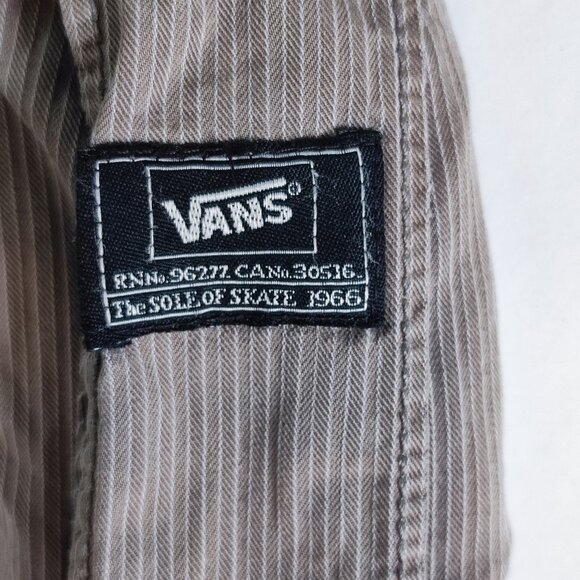 VANS®
RN No. 96277 CA No. 30516
The SOLE OF SKATE 1966